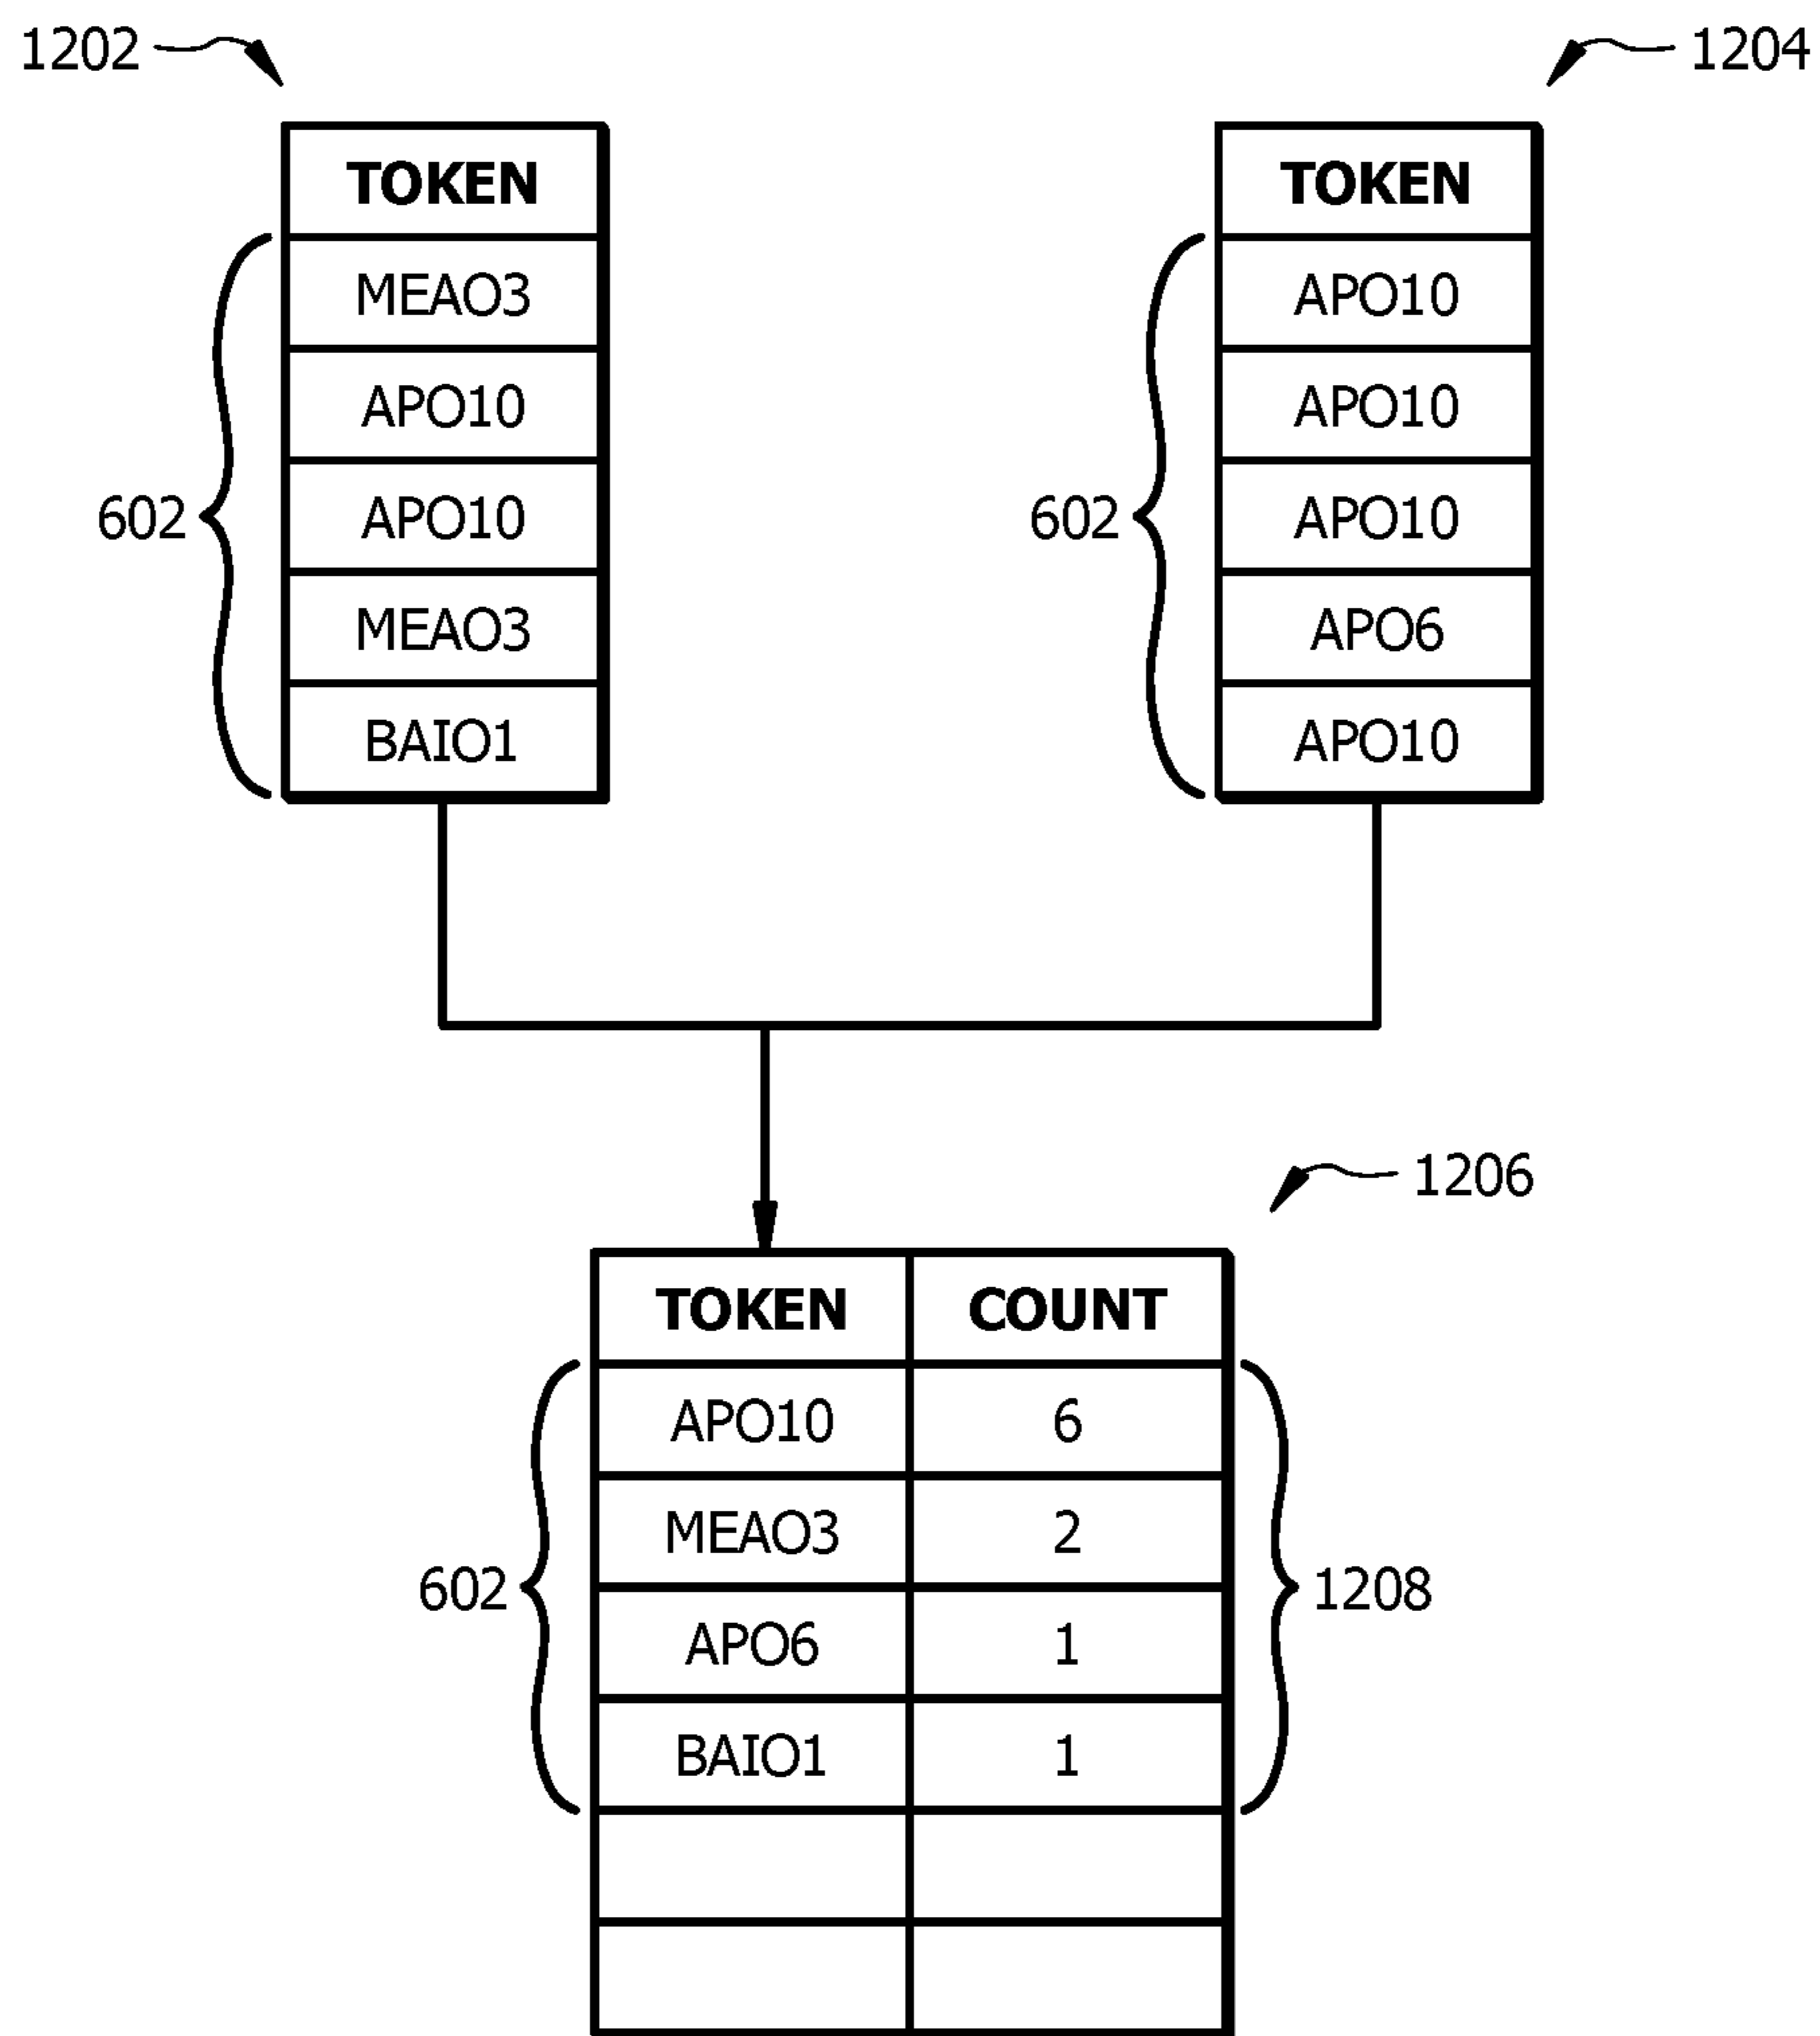 1202
1204
TOKEN
MEAO3
APO10
APO10
MEAO3
BAIO1
602
TOKEN
APO10
APO10
APO10
APO6
APO10
602
1206
TOKEN COUNT
APO10 6
MEAO3 2
APO6 1
BAIO1 1
602
1208